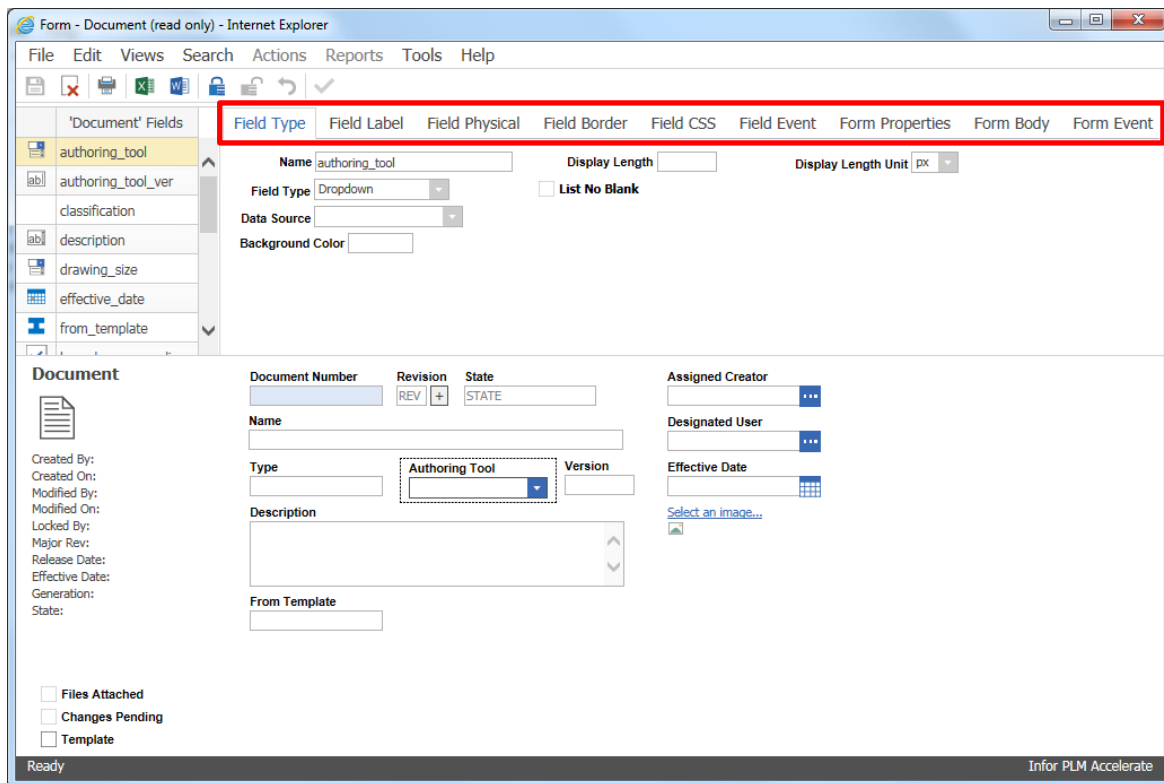 Form - Document (read only) - Internet Explorer
File Edit Views Search Actions Reports Tools Help
'Document' Fields
Field Type Field Label Field Physical Field Border Field CSS Field Event Form Properties Form Body Form Event
authoring_tool
authoring_tool_ver
classification
description
drawing_size
effective_date
from_template
Name authoring_tool Display Length Display Length Unit px
Field Type Dropdown List No Blank
Data Source
Background Color
Document
Created By:
Created On:
Modified By:
Modified On:
Locked By:
Major Rev:
Release Date:
Effective Date:
Generation:
State:
Document Number Revision State Assigned Creator
REV + STATE
Name Designated User
Type Authoring Tool Version Effective Date
Description Select an image...
From Template
Files Attached
Changes Pending
Template
Ready Infor PLM Accelerate